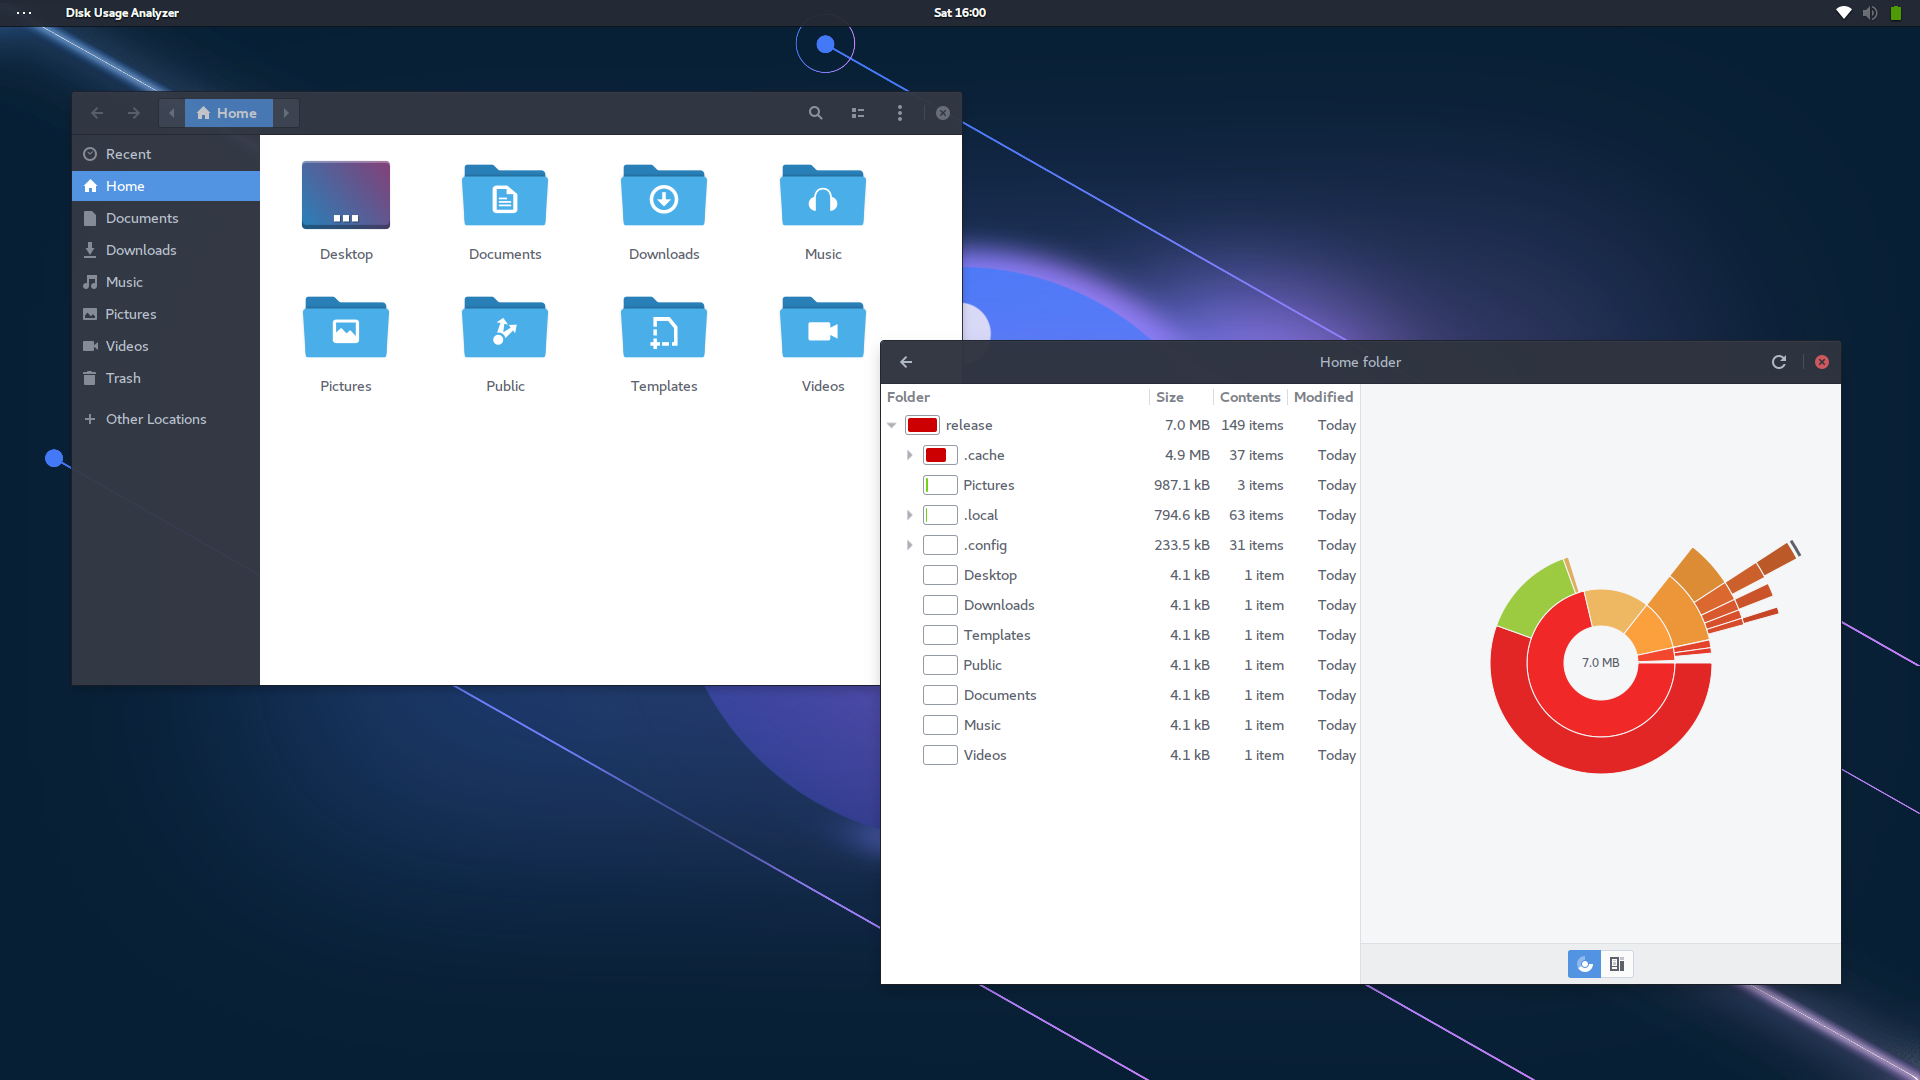 Disk Usage Analyzer
Sat 16:00
Home
Recent
Home
Documents
Downloads
Music
Pictures
Videos
Trash
Other Locations
Desktop Documents Downloads Music
Pictures Public Templates Videos
Home folder
Folder Size Contents Modified
release 7.0 MB 149 items Today
.cache 4.9 MB 37 items Today
Pictures 987.1 kB 3 items Today
.local 794.6 kB 63 items Today
.config 233.5 kB 31 items Today
Desktop 4.1 kB 1 item Today
Downloads 4.1 kB 1 item Today
Templates 4.1 kB 1 item Today
Public 4.1 kB 1 item Today
Documents 4.1 kB 1 item Today
Music 4.1 kB 1 item Today
Videos 4.1 kB 1 item Today
7.0 MB